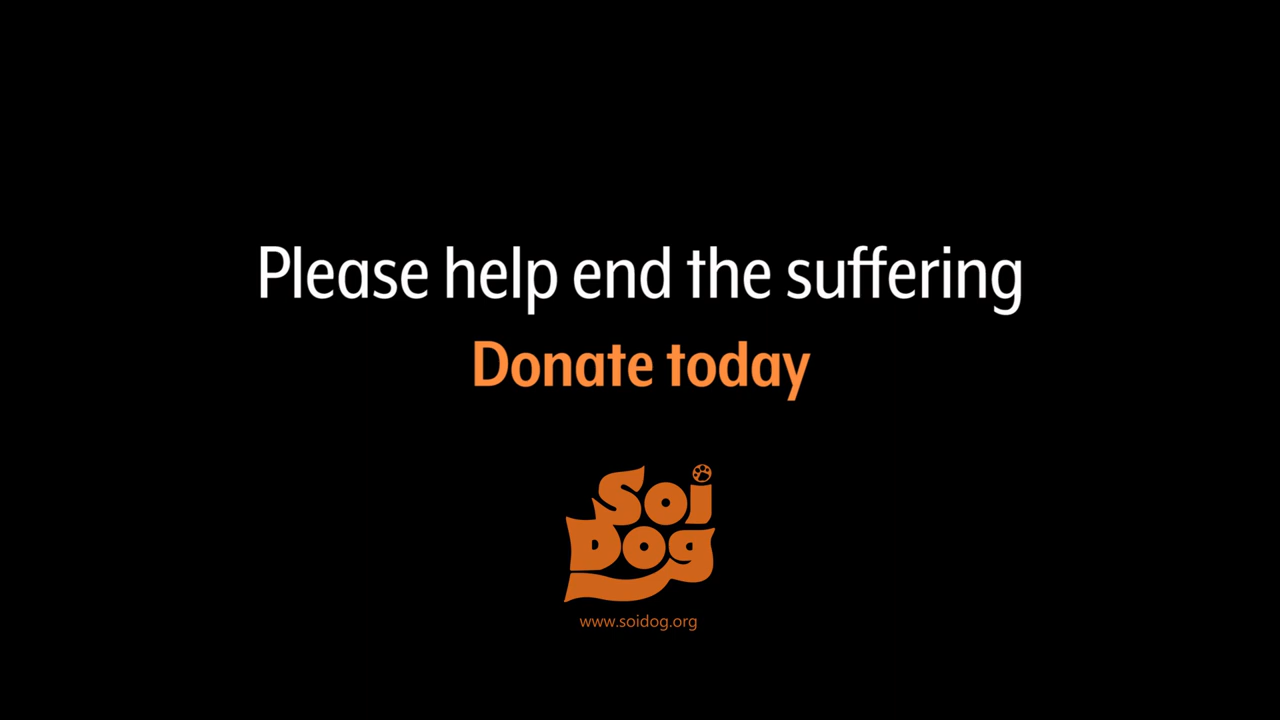 Please help end the suffering
Donate today
Soi
Dog
www.soidog.org